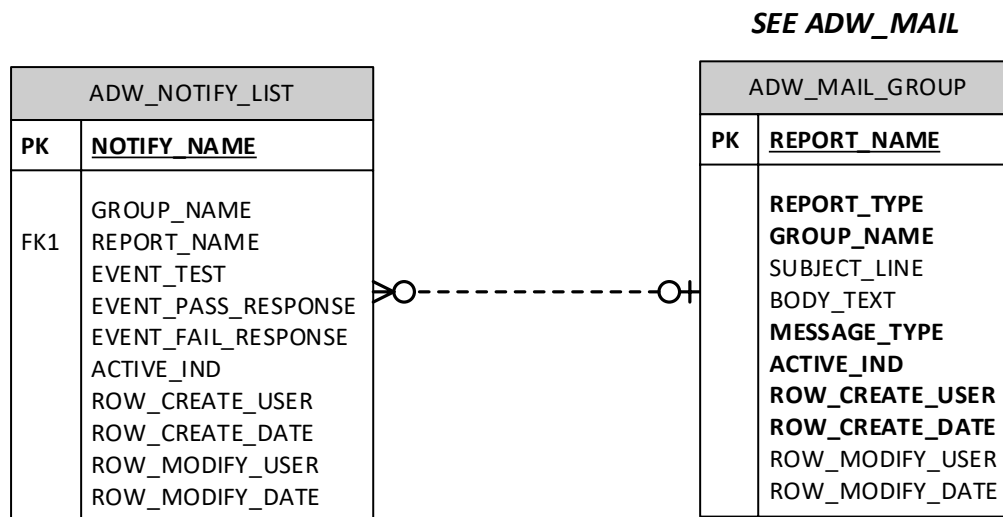 SEE ADW_MAIL
ADW_NOTIFY_LIST
PK NOTIFY_NAME
GROUP_NAME
FK1 REPORT_NAME
EVENT_TEST
EVENT_PASS_RESPONSE
EVENT_FAIL_RESPONSE
ACTIVE_IND
ROW_CREATE_USER
ROW_CREATE_DATE
ROW_MODIFY_USER
ROW_MODIFY_DATE
ADW_MAIL_GROUP
PK REPORT_NAME
REPORT_TYPE
GROUP_NAME
SUBJECT_LINE
BODY_TEXT
MESSAGE_TYPE
ACTIVE_IND
ROW_CREATE_USER
ROW_CREATE_DATE
ROW_MODIFY_USER
ROW_MODIFY_DATE